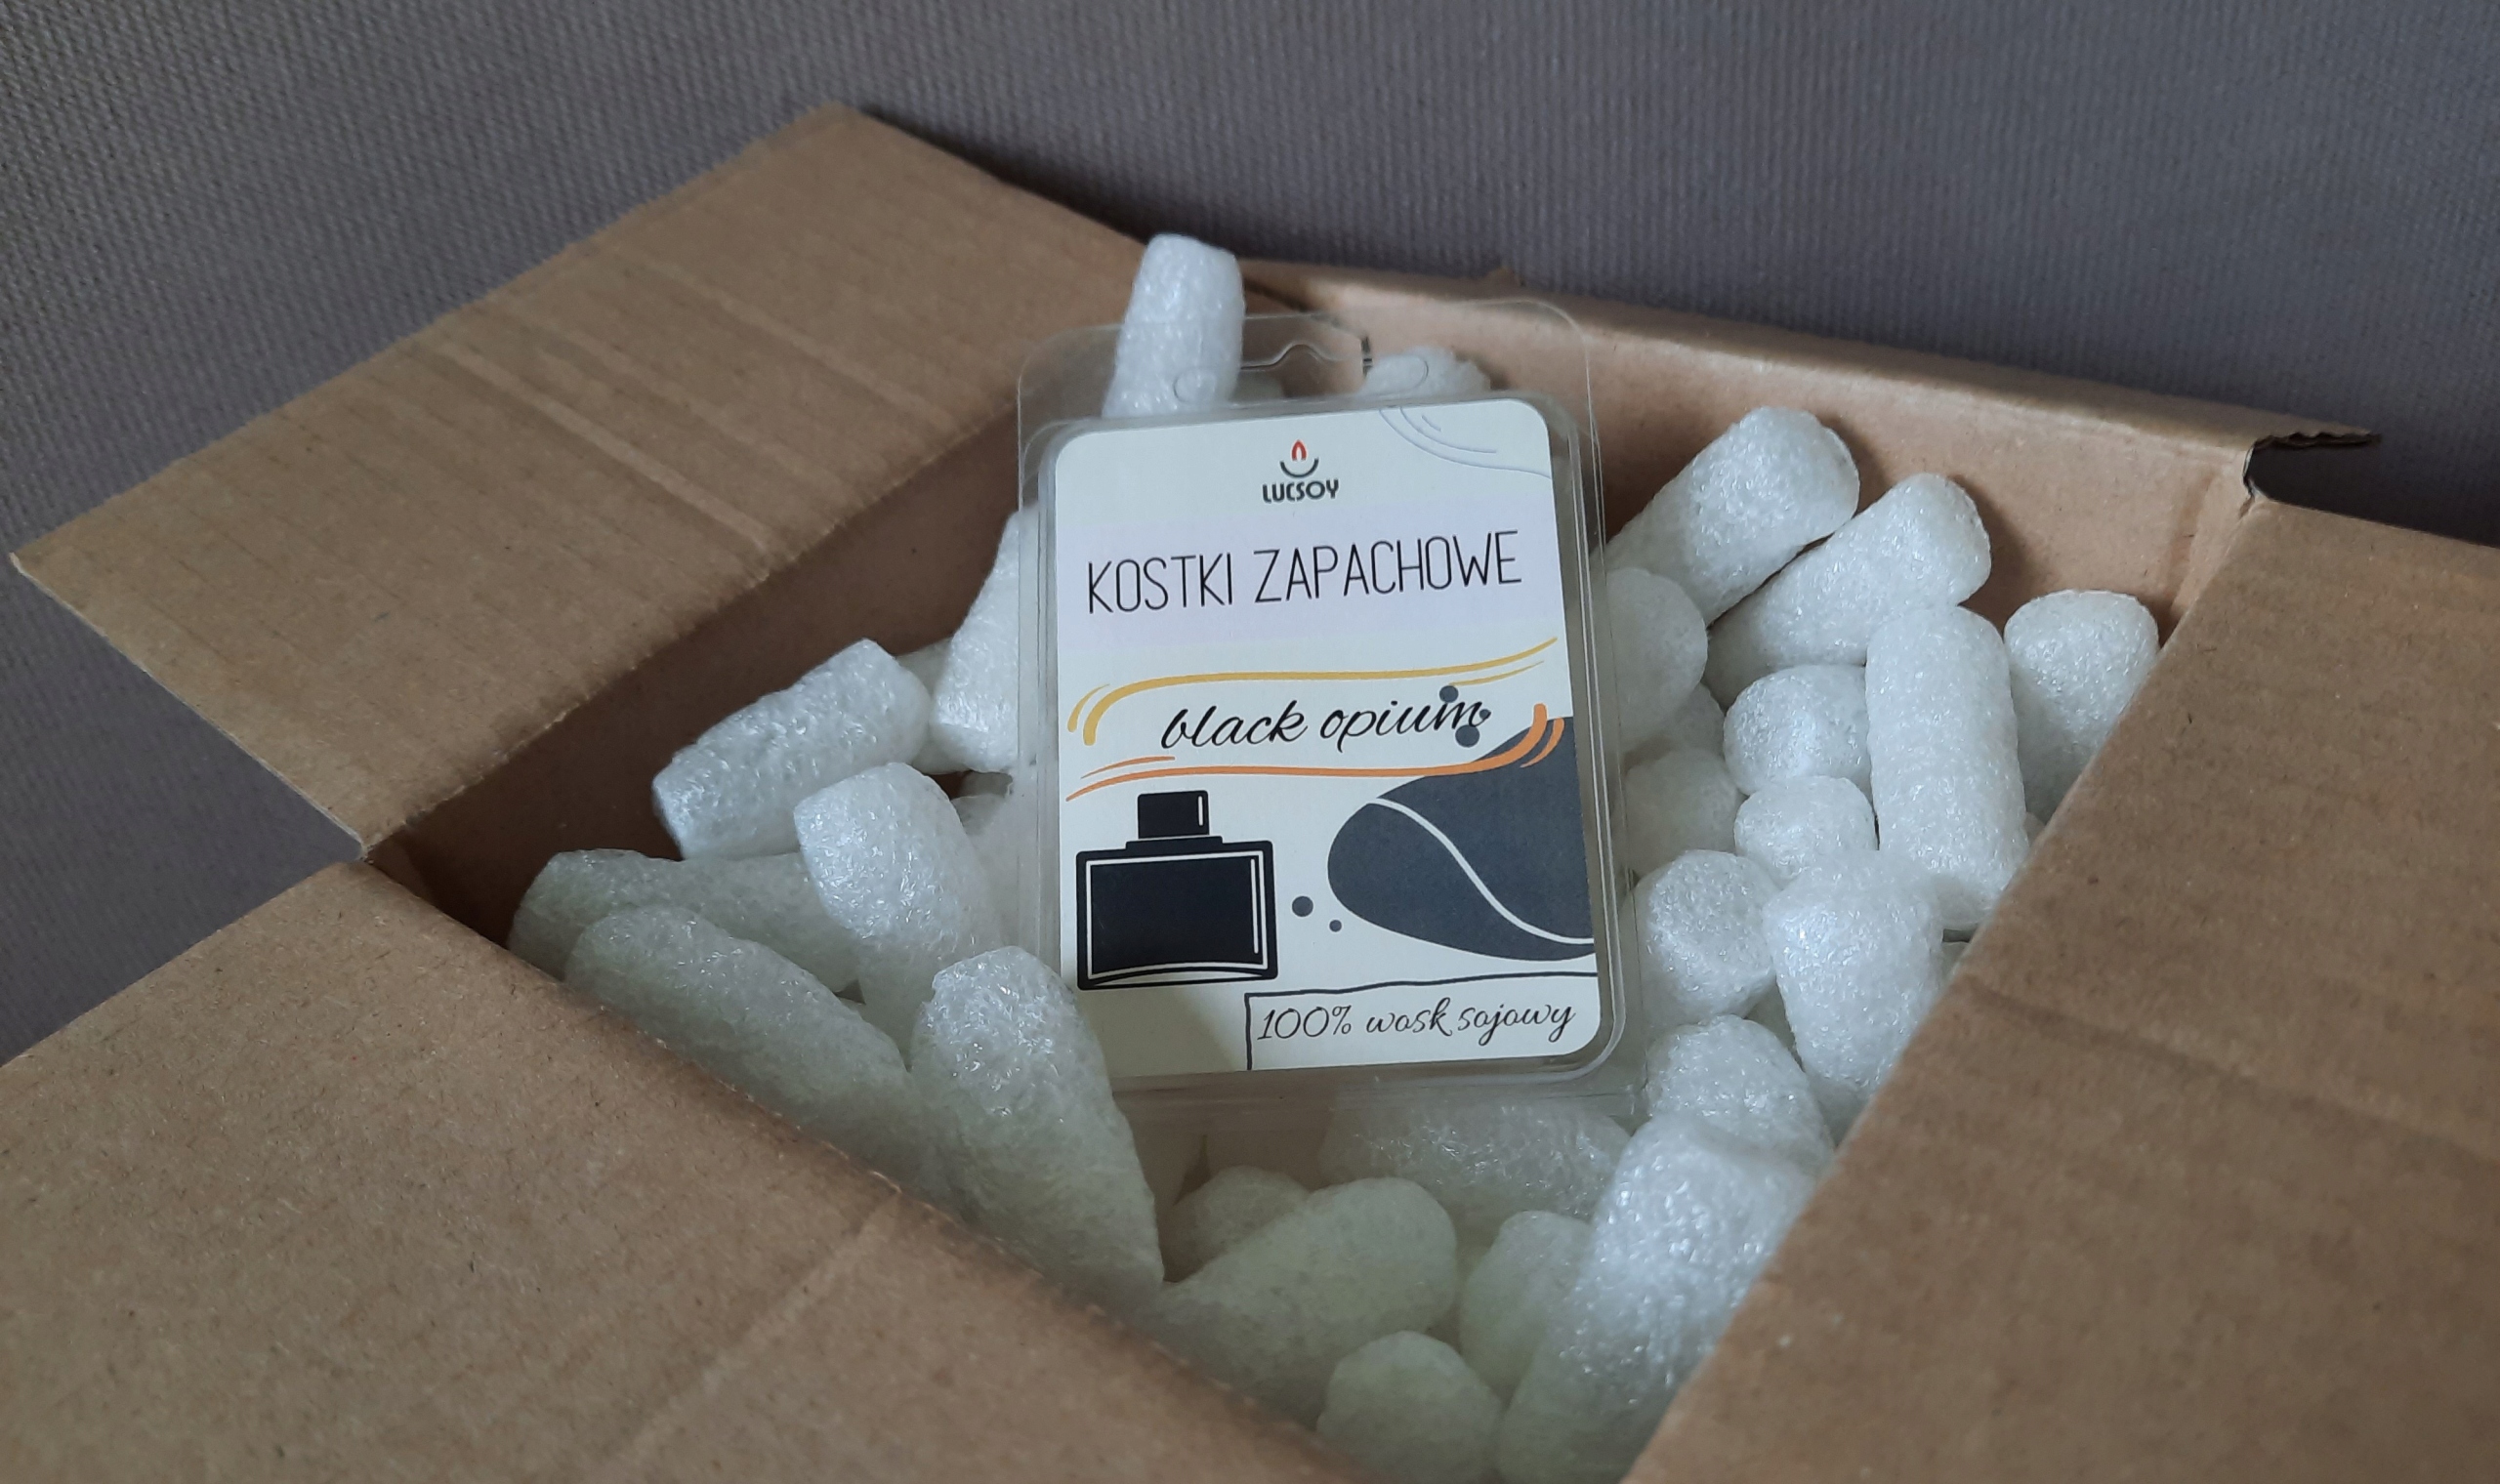 LUCSOY
KOSTKI ZAPACHOWE
black opium
100% wosk sojowy